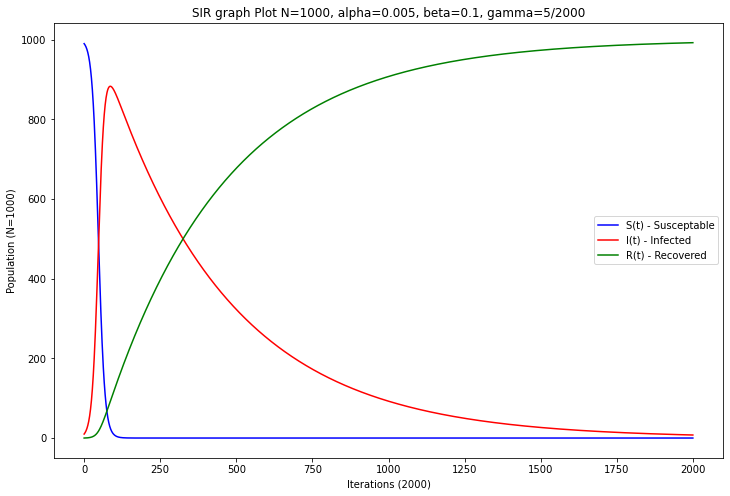 SIR graph Plot N=1000, alpha=0.005, beta=0.1, gamma=5/2000
Population (N=1000)
1000
800
600
400
200
0
S(t) - Susceptable
I(t) - Infected
R(t) - Recovered
0 250 500 750 1000 1250 1500 1750 2000
Iterations (2000)